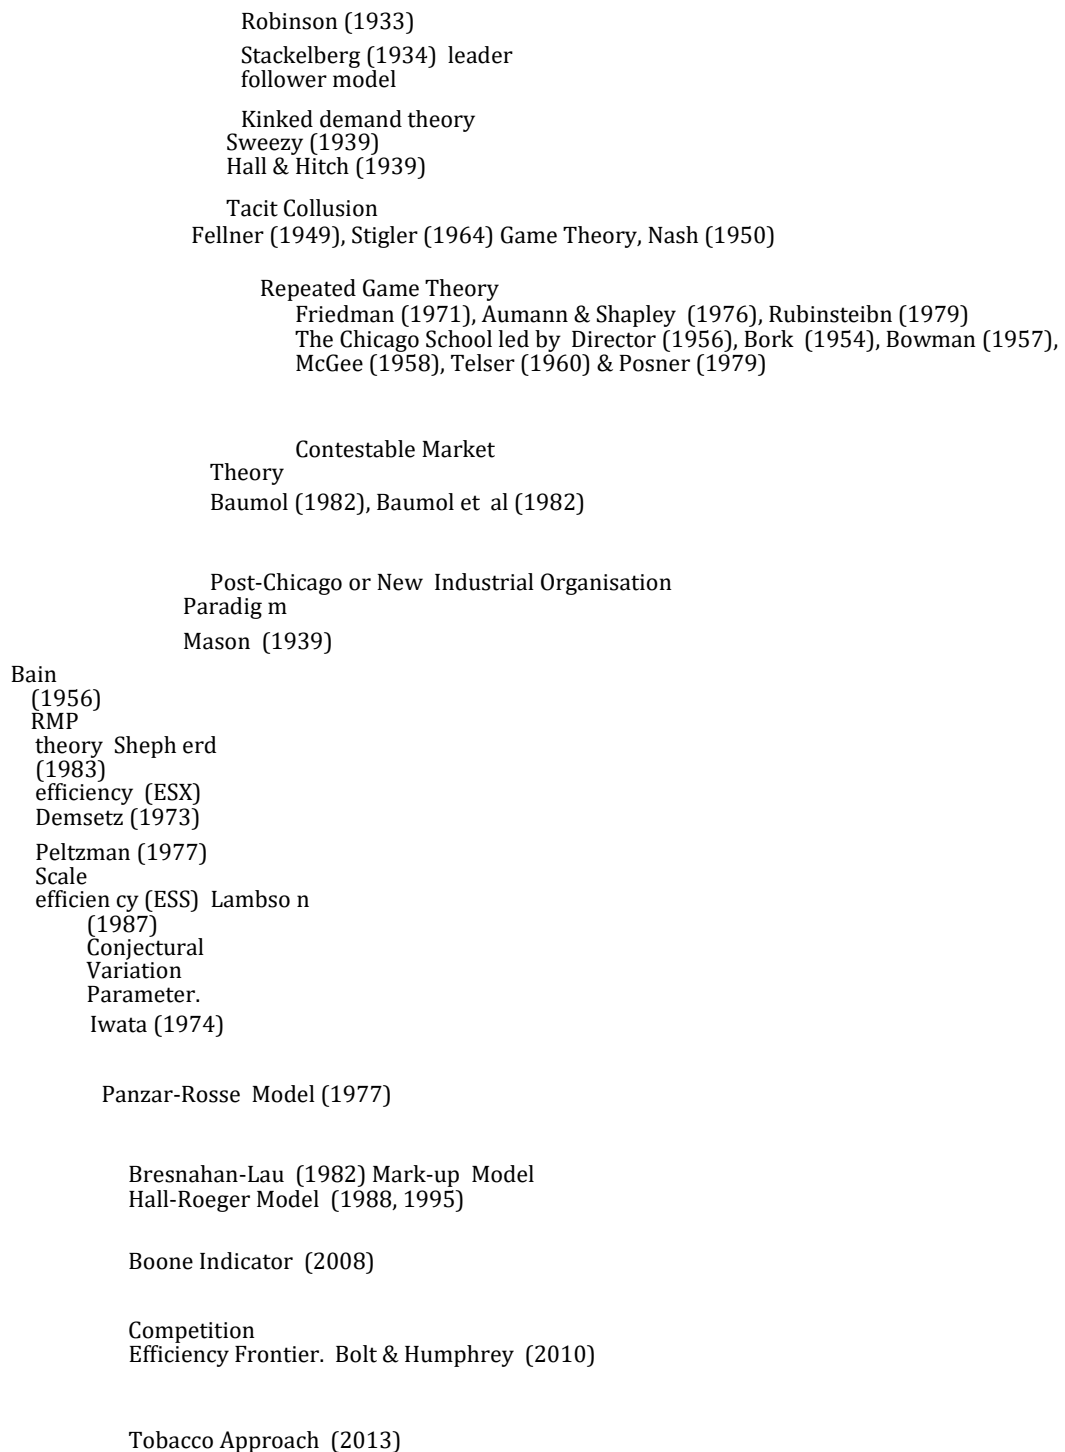 Robinson (1933)
Stackelberg (1934) leader
follower model
Kinked demand theory
Sweezy (1939)
Hall & Hitch (1939)
Tacit Collusion
Fellner (1949), Stigler (1964) Game Theory, Nash (1950)
Repeated Game Theory
Friedman (1971), Aumann & Shapley (1976), Rubinsteibn (1979)
The Chicago School led by Director (1956), Bork (1954), Bowman (1957),
McGee (1958), Telser (1960) & Posner (1979)
Contestable Market
Theory
Baumol (1982), Baumol et al (1982)
Post-Chicago or New Industrial Organisation
Paradig m
Mason (1939)
Bain
(1956)
RMP
theory Sheph erd
(1983)
efficiency (ESX)
Demsetz (1973)
Peltzman (1977)
Scale
efficien cy (ESS) Lambso n
(1987)
Conjectural
Variation
Parameter.
Iwata (1974)
Panzar-Rosse Model (1977)
Bresnahan-Lau (1982) Mark-up Model
Hall-Roeger Model (1988, 1995)
Boone Indicator (2008)
Competition
Efficiency Frontier. Bolt & Humphrey (2010)
Tobacco Approach (2013)